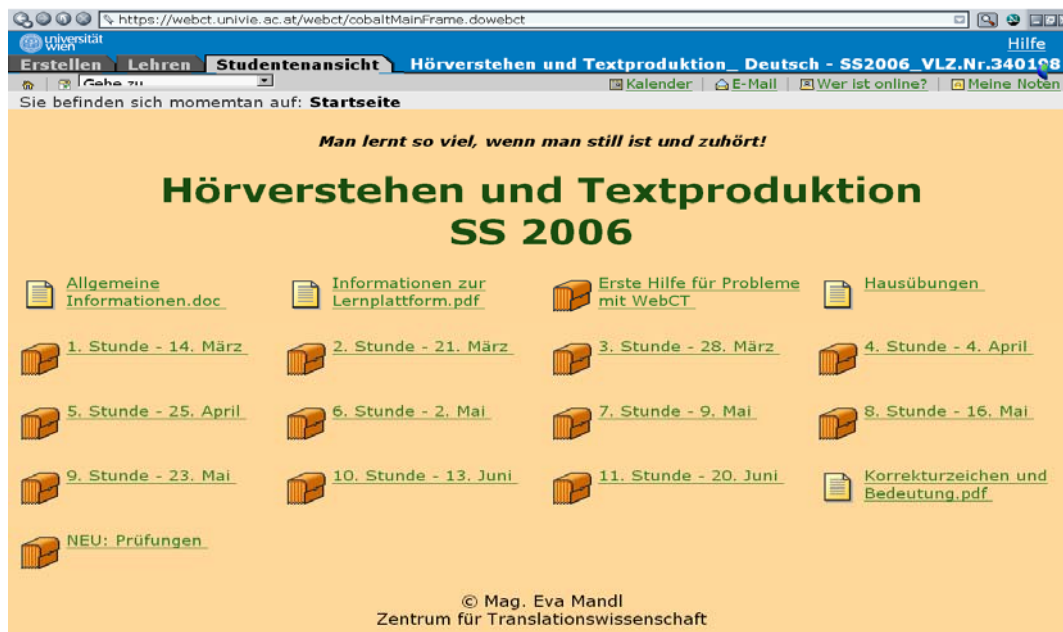 https://webct.univie.ac.at/webct/cobaltMainFrame.dowebct
universität
wien
Hilfe
Erstellen Lehren Studentenansicht Hörverstehen und Textproduktion_ Deutsch - SS2006_VLZ.Nr.340198
Gehe zu Kalender E-Mail Wer ist online? Meine Noten
Sie befinden sich momemtan auf: Startseite
Man lernt so viel, wenn man still ist und zuhört!
Hörverstehen und Textproduktion
SS 2006
Allgemeine Informationen.doc
Informationen zur Lernplattform.pdf
Erste Hilfe für Probleme mit WebCT
Hausübungen
1. Stunde - 14. März
2. Stunde - 21. März
3. Stunde - 28. März
4. Stunde - 4. April
5. Stunde - 25. April
6. Stunde - 2. Mai
7. Stunde - 9. Mai
8. Stunde - 16. Mai
9. Stunde - 23. Mai
10. Stunde - 13. Juni
11. Stunde - 20. Juni
Korrekturzeichen und Bedeutung.pdf
NEU: Prüfungen
© Mag. Eva Mandl
Zentrum für Translationswissenschaft